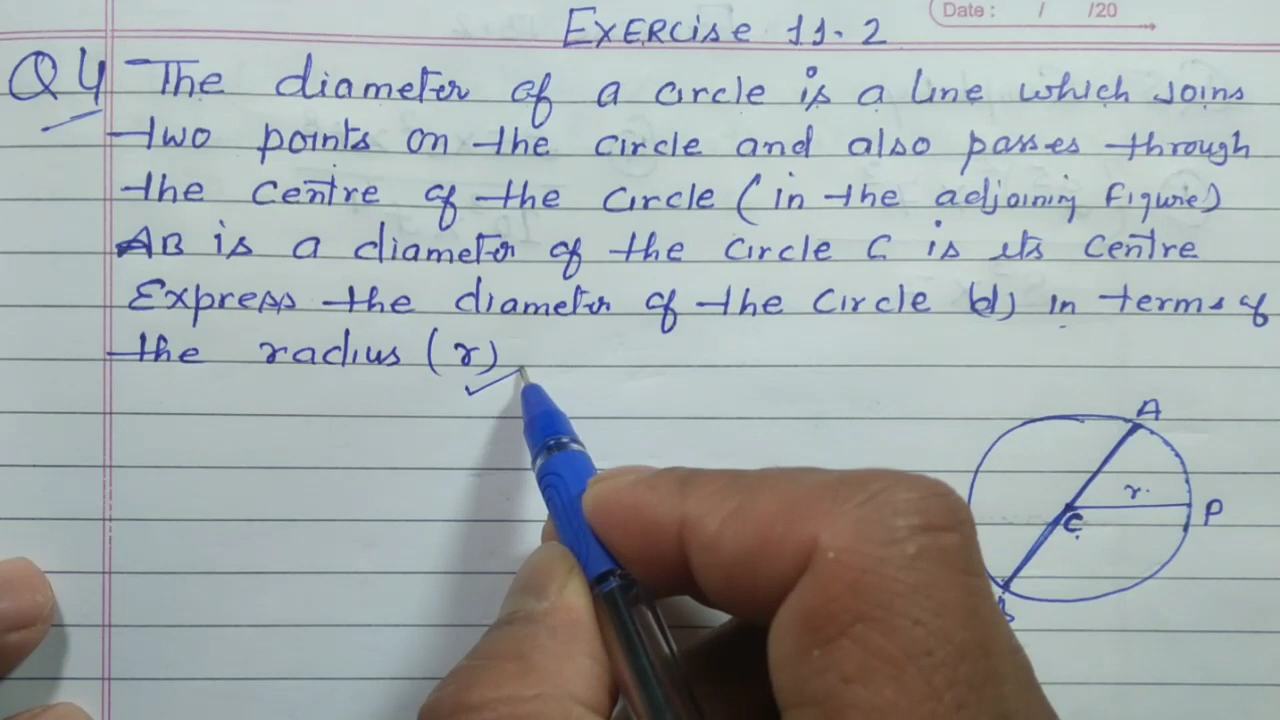 Date : / /20
EXERCISE 11.2
Q4 The diameter of a circle is a line which Joins
two points on the circle and also passes through
the centre of the circle (in the adjoining figure)
AB is a diameter of the circle C is its centre
Express the diameter of the circle (d) in terms of
the radius (r)
A
r.
C
P
B